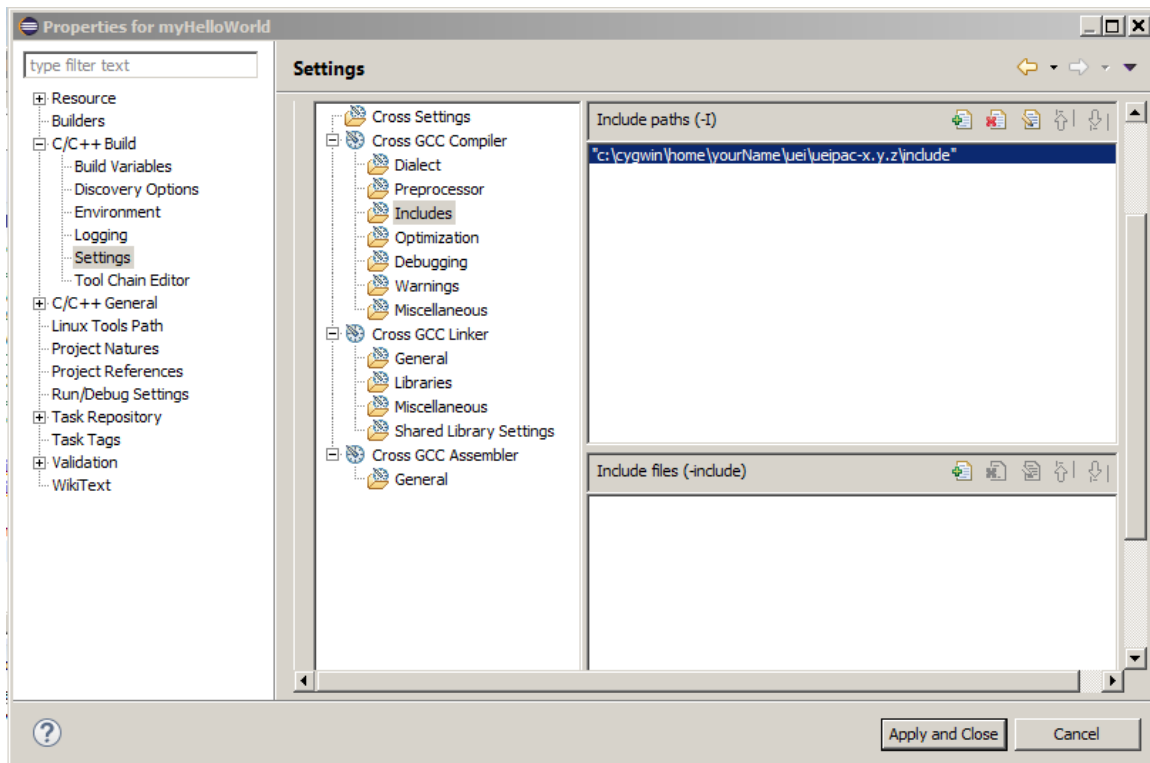 Properties for myHelloWorld
type filter text
Settings
Resource
Builders
C/C++ Build
Build Variables
Discovery Options
Environment
Logging
Settings
Tool Chain Editor
C/C++ General
Linux Tools Path
Project Natures
Project References
Run/Debug Settings
Task Repository
Task Tags
Validation
WikiText
Cross Settings
Cross GCC Compiler
Dialect
Preprocessor
Includes
Optimization
Debugging
Warnings
Miscellaneous
Cross GCC Linker
General
Libraries
Miscellaneous
Shared Library Settings
Cross GCC Assembler
General
Include paths (-I)
"c:\cygwin\home\yourName\uei\ueipac-x.y.z\include"
Include files (-include)
Apply and Close
Cancel